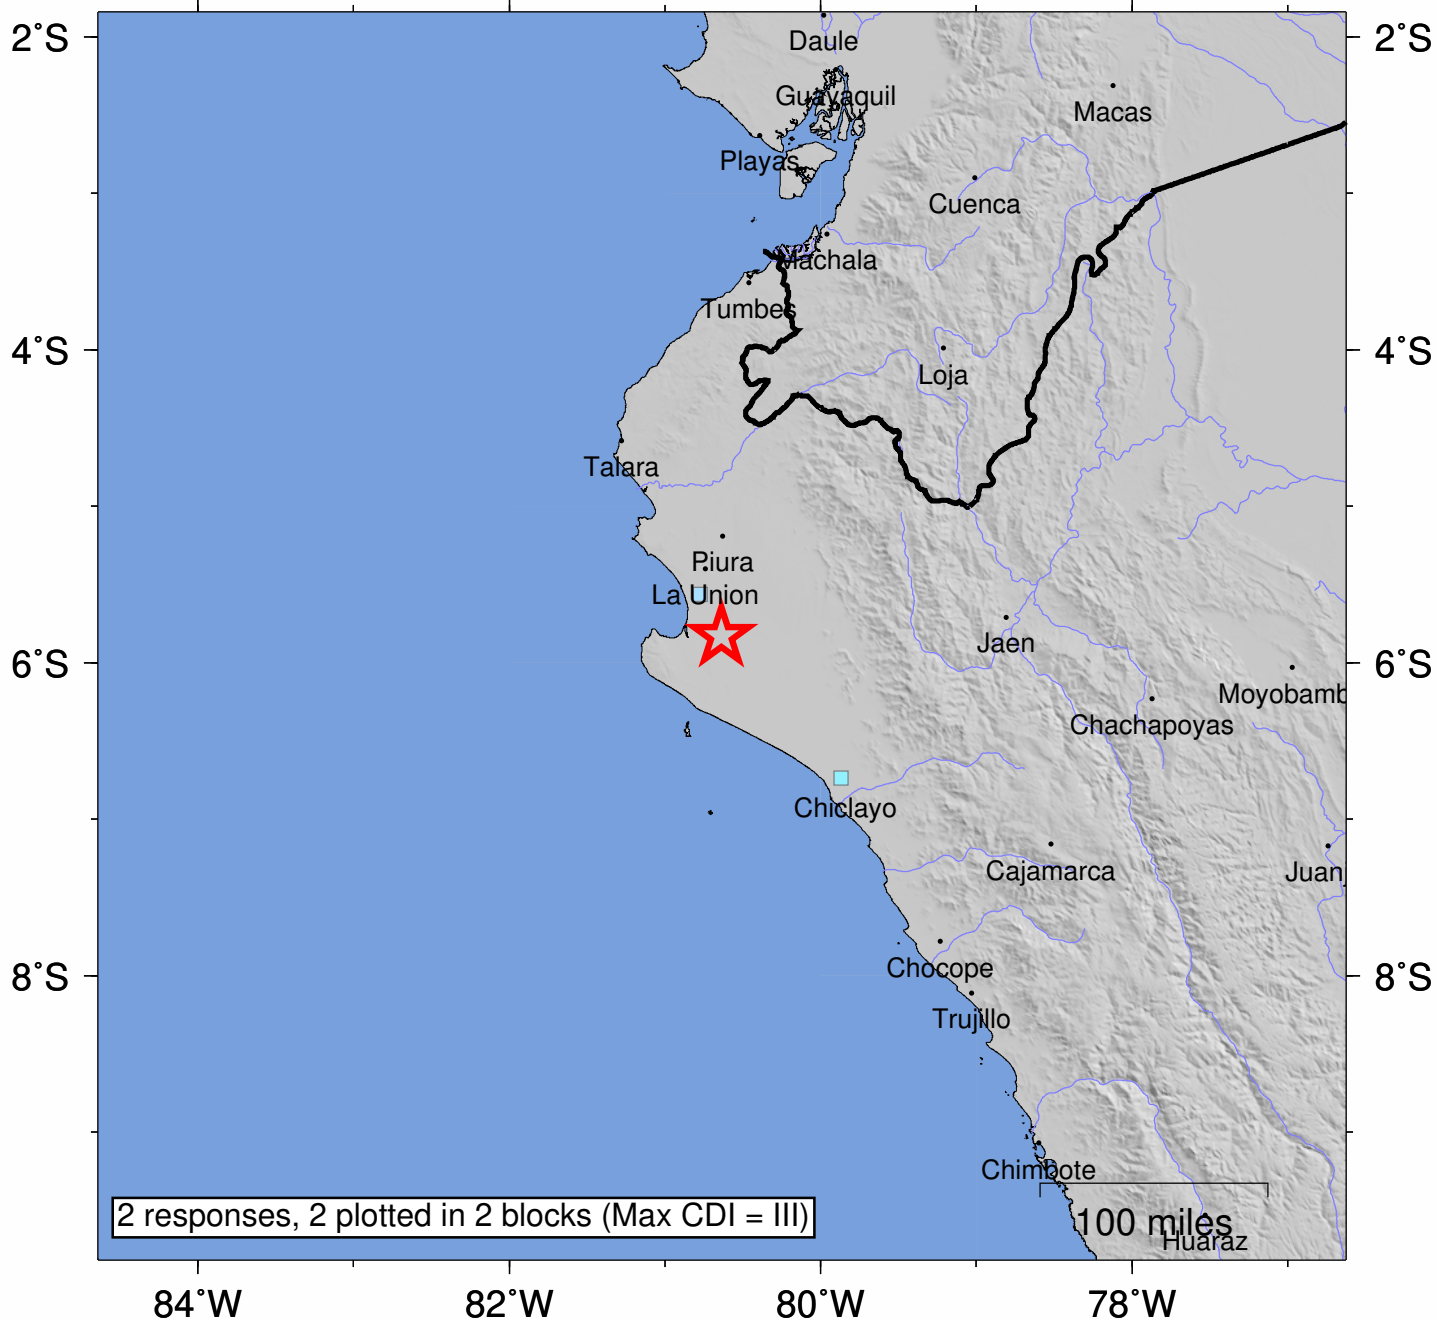 2°S
2°S
Daule
Guayaquil
Macas
Playas
Cuenca
Machala
Tumbes
4°S
4°S
Loja
Talara
Piura
La Union
Jaen
6°S
6°S
Moyobamb
Chachapoyas
Chiclayo
Cajamarca
Juan
Chocope
8°S
8°S
Trujillo
Chimbote
2 responses, 2 plotted in 2 blocks (Max CDI = III)
100 miles
Huaraz
84°W
82°W
80°W
78°W